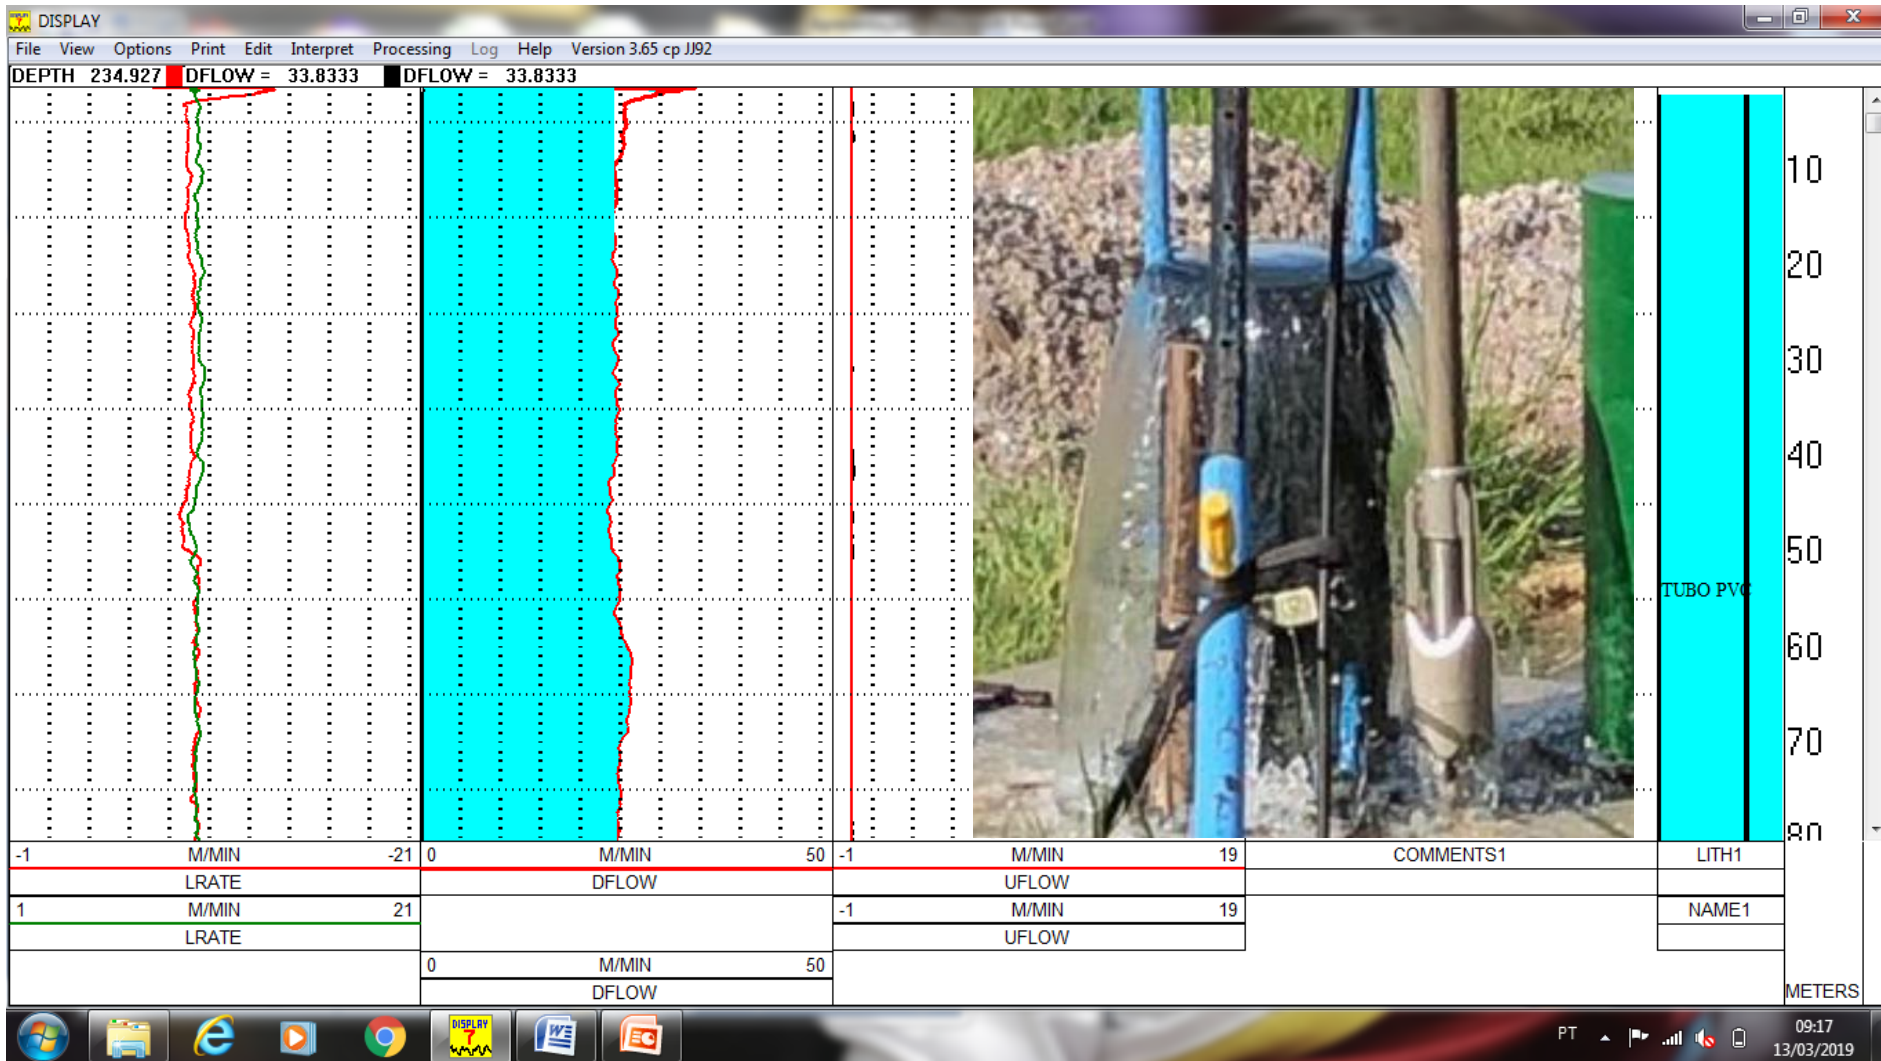 DISPLAY
File View Options Print Edit Interpret Processing Log Help Version 3.65 cp JJ92
DEPTH 234.927 DFLOW = 33.8333 DFLOW = 33.8333
10
20
30
40
50
TUBO PVC
60
70
80
-1 M/MIN -21 0 M/MIN 50 -1 M/MIN 19 COMMENTS1 LITH1
LRATE DFLOW UFLOW
1 M/MIN 21 -1 M/MIN 19 NAME1
LRATE UFLOW
0 M/MIN 50
DFLOW METERS
DISPLAY
7
PT 09:17
13/03/2019